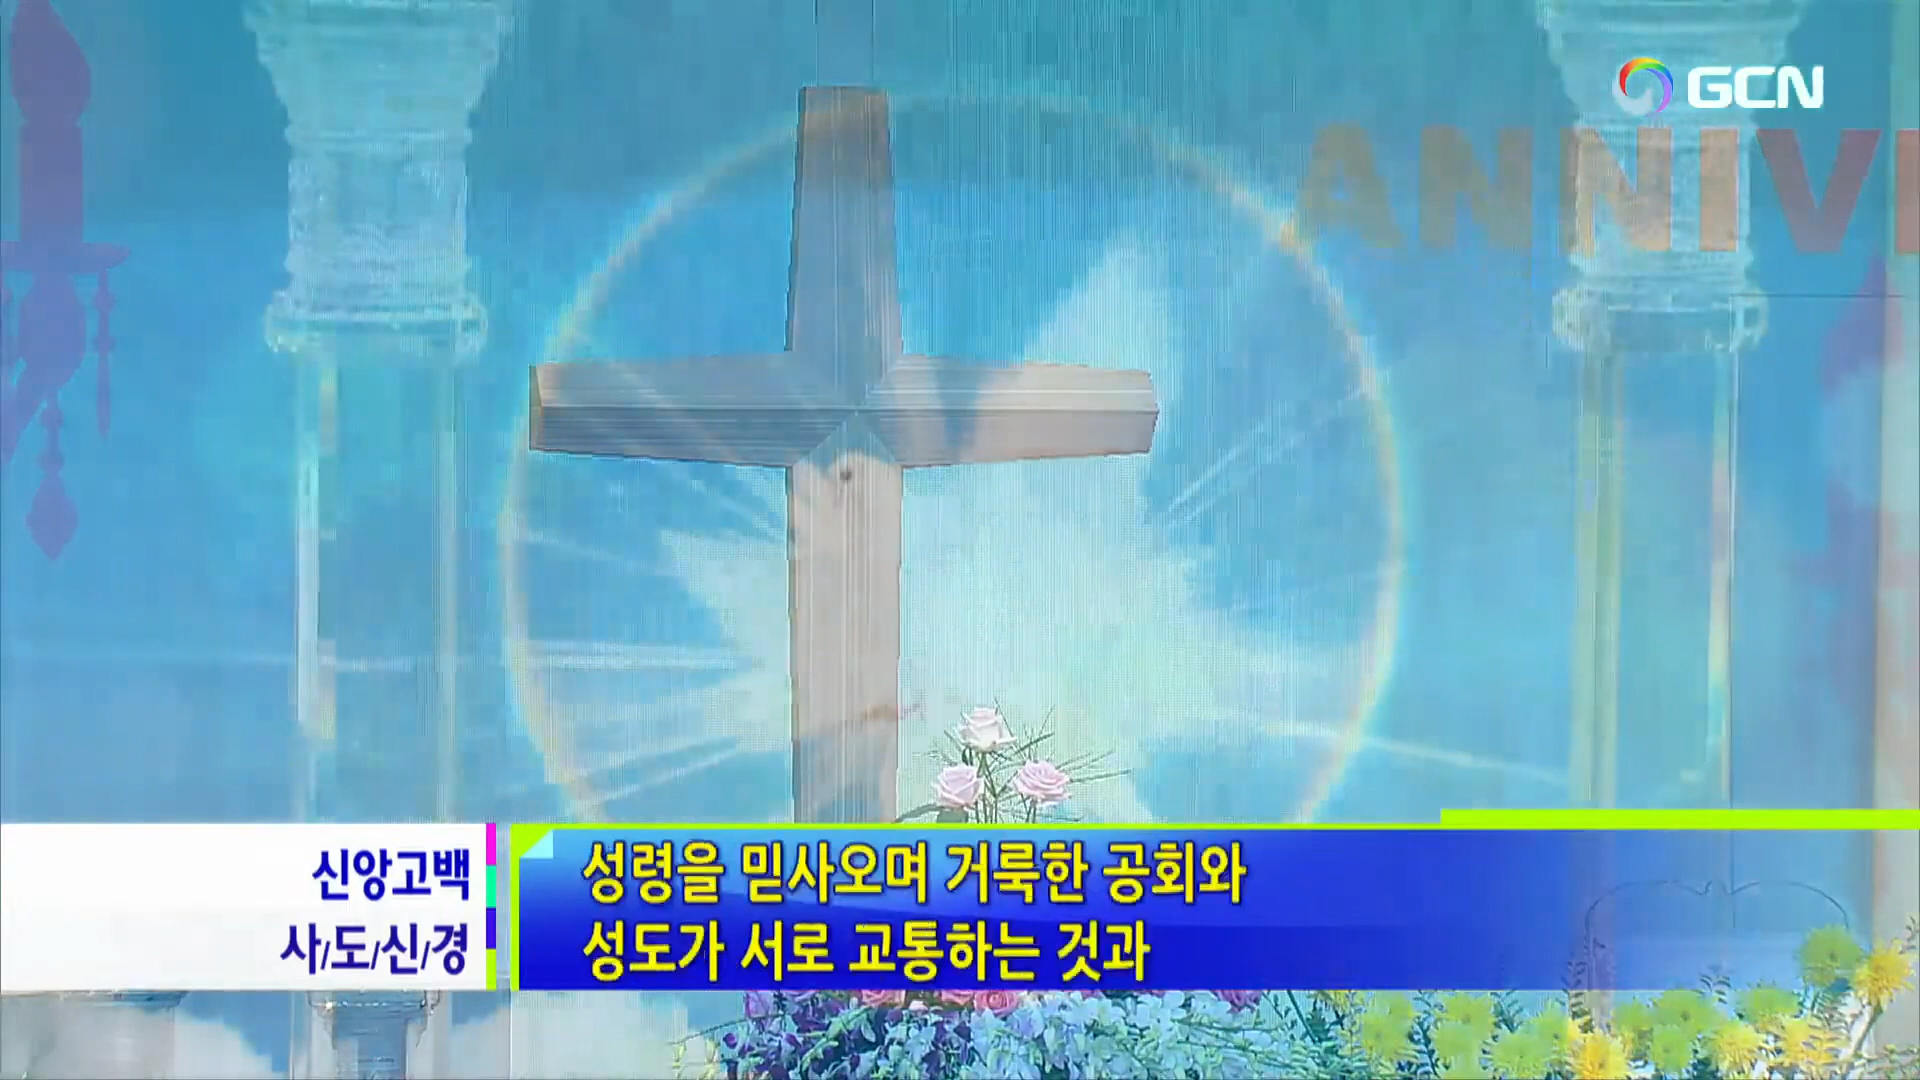 GCN
ANNIV
신앙고백
사/도/신/경
성령을 믿사오며 거룩한 공회와
성도가 서로 교통하는 것과